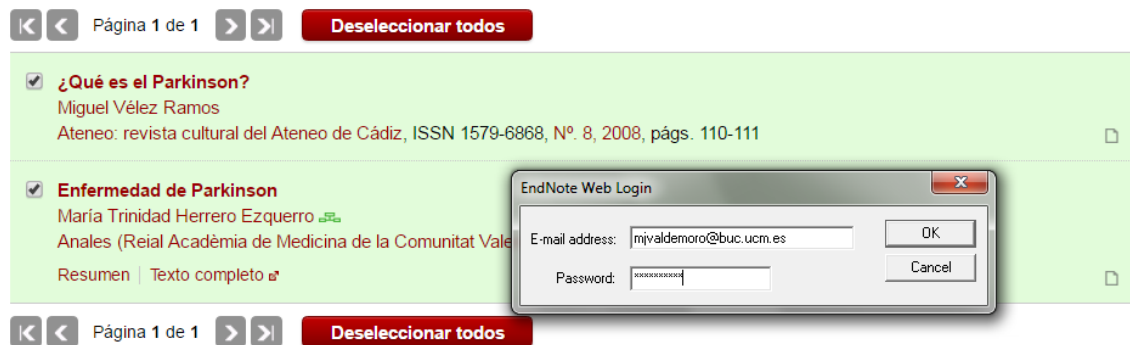 Página 1 de 1 Deseleccionar todos
¿Qué es el Parkinson?
Miguel Vélez Ramos
Ateneo: revista cultural del Ateneo de Cádiz, ISSN 1579-6868, Nº. 8, 2008, págs. 110-111
Enfermedad de Parkinson
María Trinidad Herrero Ezquerro
Anales (Reial Acadèmia de Medicina de la Comunitat Vale
Resumen | Texto completo
EndNote Web Login
E-mail address: mjvaldemoro@buc.ucm.es OK
Password: xxxxxxxxxx Cancel
Página 1 de 1 Deseleccionar todos